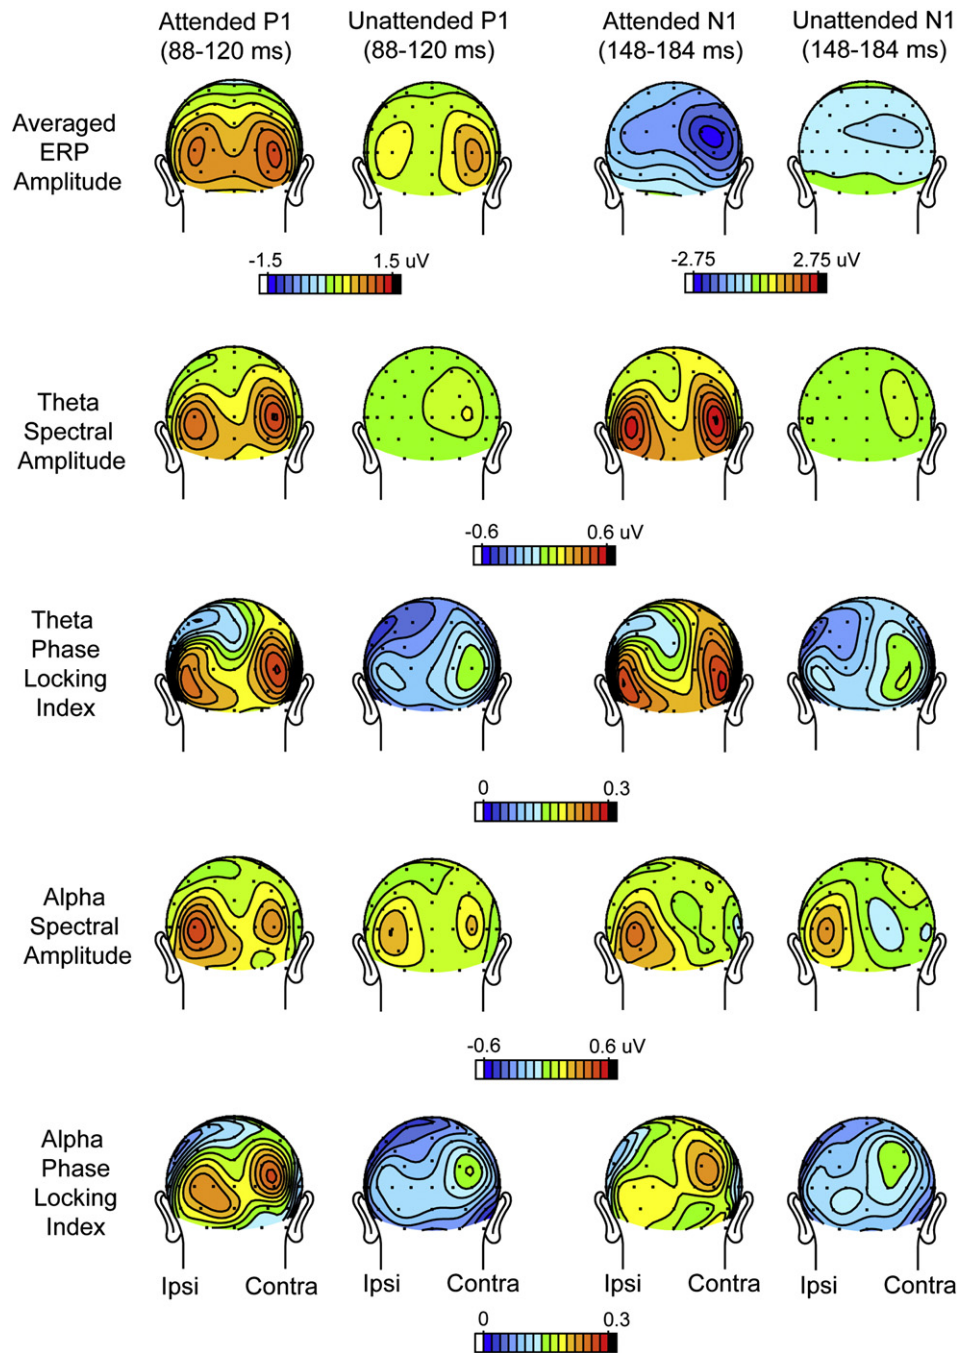 Attended P1
(88-120 ms)
Unattended P1
(88-120 ms)
Attended N1
(148-184 ms)
Unattended N1
(148-184 ms)
Averaged
ERP
Amplitude
-1.5
1.5 uV
-2.75
2.75 uV
Theta
Spectral
Amplitude
-0.6
0.6 uV
Theta
Phase
Locking
Index
0
0.3
Alpha
Spectral
Amplitude
-0.6
0.6 uV
Alpha
Phase
Locking
Index
Ipsi
Contra
Ipsi
Contra
Ipsi
Contra
Ipsi
Contra
0
0.3